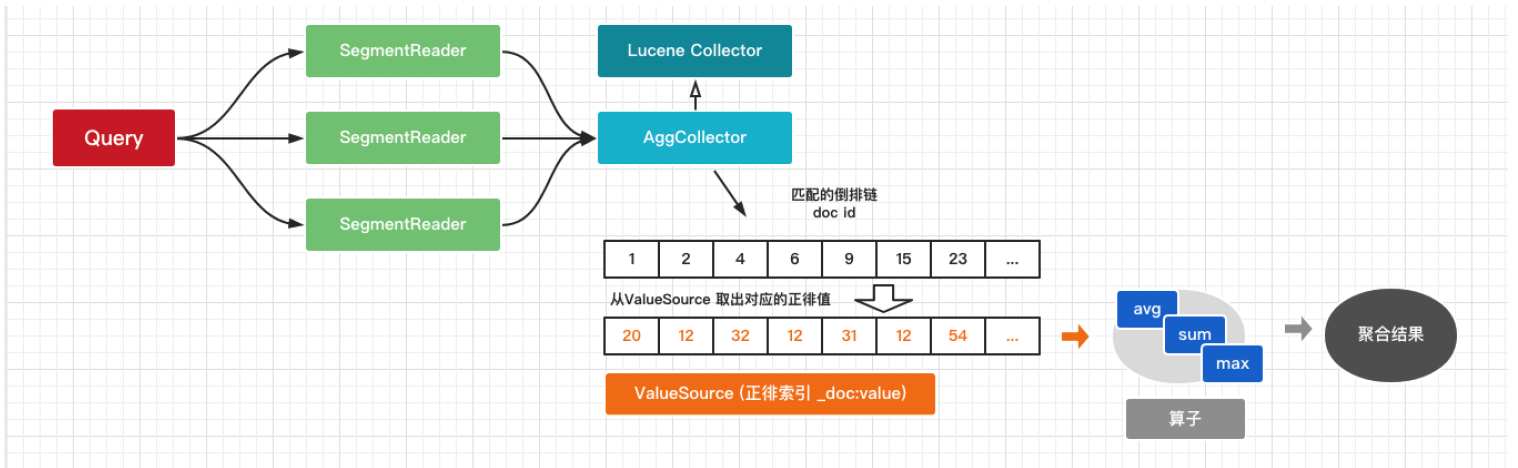 Query
SegmentReader
SegmentReader
SegmentReader
Lucene Collector
AggCollector
匹配的倒排链
doc id
1 2 4 6 9 15 23 ...
从ValueSource 取出对应的正徘值
20 12 32 12 31 12 54 ...
ValueSource (正徘索引 _doc:value)
avg
sum
max
算子
聚合结果